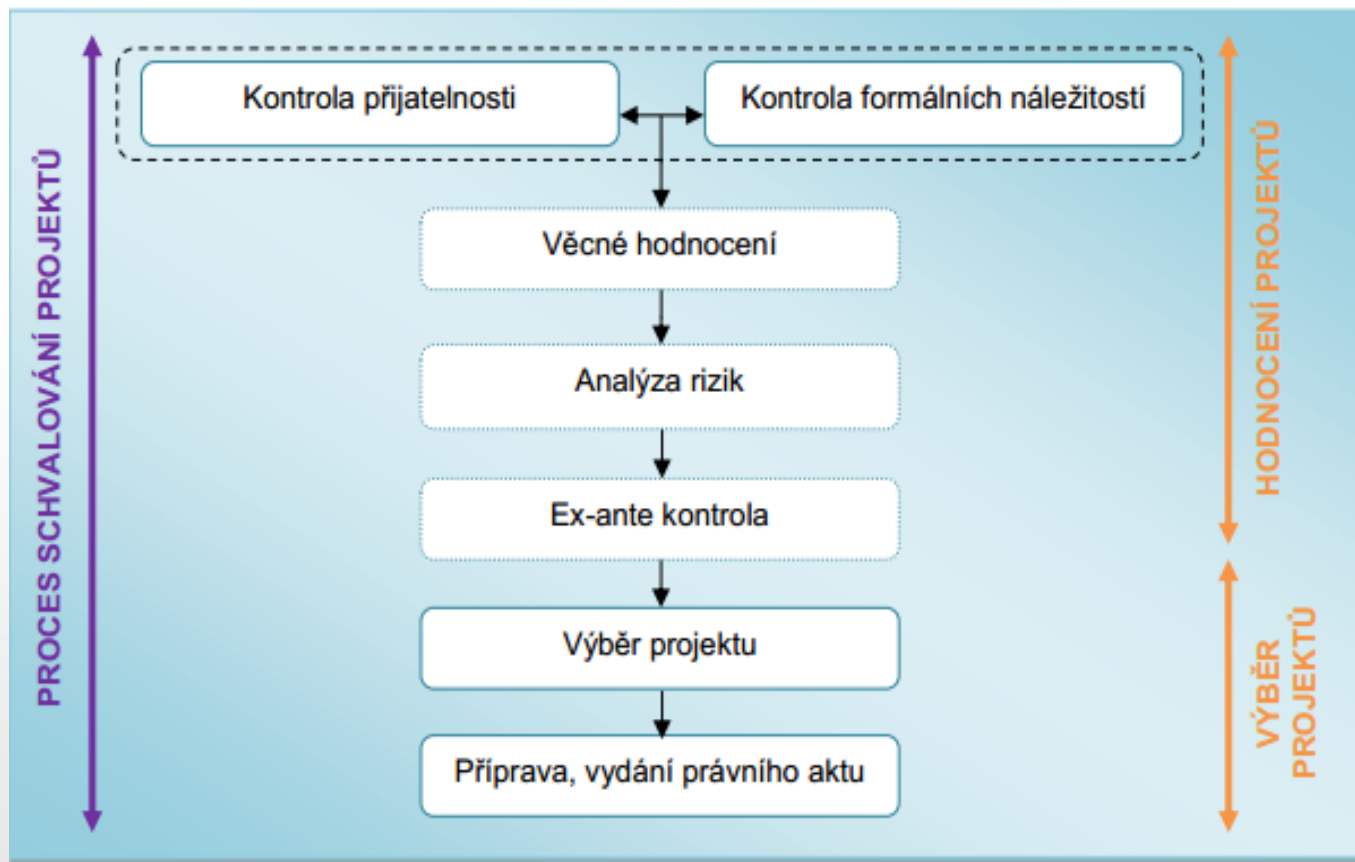 PROCES SCHVALOVÁNÍ PROJEKTŮ
Kontrola přijatelnosti
Kontrola formálních náležitostí
Věcné hodnocení
Analýza rizik
Ex-ante kontrola
Výběr projektu
Příprava, vydání právního aktu
HODNOCENÍ PROJEKTŮ
VÝBĚR
PROJEKTŮ